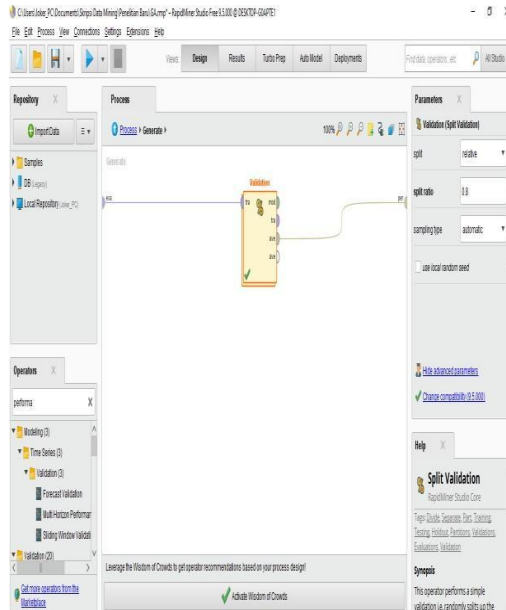 C:\Users\Joker_PC\Documents\Skripsi Data Mining\Penelitian Baru\GA.rmp* – RapidMiner Studio Free 9.5.000 @ DESKTOP-G0APTE1
File Edit Process View Connections Settings Extensions Help
Views: Design Results Turbo Prep Auto Model Deployments
Find data, operators...etc All Studio
Repository
Import Data
Samples
DB (Legacy)
Local Repository (Joker_PC)
Process
Process Generate
100%
Generate
exa
Validation
tra mod
tra
ave
ave
per
Parameters
Validation (Split Validation)
split relative
split ratio 0.8
sampling type automatic
use local random seed
Hide advanced parameters
Change compatibility (9.5.000)
Operators
performa X
Modeling (3)
Time Series (3)
Validation (3)
Forecast Validation
Multi Horizon Performan
Sliding Window Validati
Validation (20)
Get more operators from the
Marketplace
Leverage the Wisdom of Crowds to get operator recommendations based on your process design!
Activate Wisdom of Crowds
Help
Split Validation
RapidMiner Studio Core
Tags: Divide, Separate, Part, Training,
Testing, Holdout, Partitions, Validations,
Evaluations, Validation
Synopsis
This operator performs a simple
validation i.e. randomly splits up the